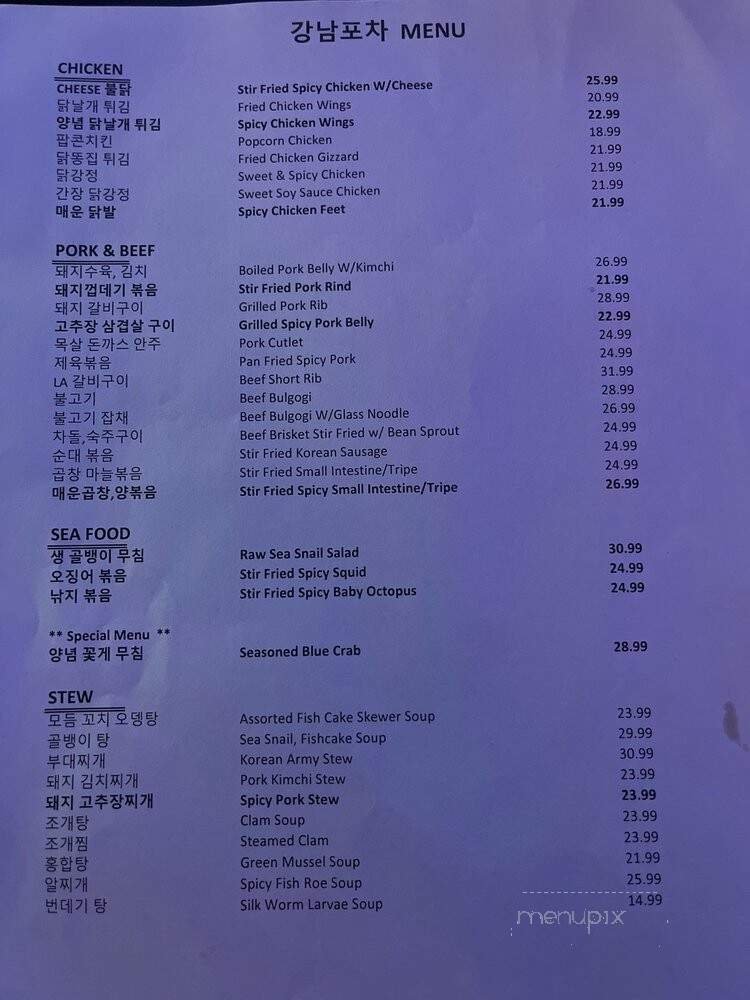 강남포차 MENU
CHICKEN
CHEESE 불닭 Stir Fried Spicy Chicken W/Cheese 25.99
닭날개 튀김 Fried Chicken Wings 20.99
양념 닭날개 튀김 Spicy Chicken Wings 22.99
팝콘치킨 Popcorn Chicken 18.99
닭똥집 튀김 Fried Chicken Gizzard 21.99
닭강정 Sweet & Spicy Chicken 21.99
간장 닭강정 Sweet Soy Sauce Chicken 21.99
매운 닭발 Spicy Chicken Feet 21.99
PORK & BEEF
돼지수육, 김치 Boiled Pork Belly W/Kimchi 26.99
돼지껍데기 볶음 Stir Fried Pork Rind 21.99
돼지 갈비구이 Grilled Pork Rib 28.99
고추장 삼겹살 구이 Grilled Spicy Pork Belly 22.99
목살 돈까스 안주 Pork Cutlet 24.99
제육볶음 Pan Fried Spicy Pork 24.99
LA 갈비구이 Beef Short Rib 31.99
불고기 Beef Bulgogi 28.99
불고기 잡채 Beef Bulgogi W/Glass Noodle 26.99
차돌,숙주구이 Beef Brisket Stir Fried w/ Bean Sprout 24.99
순대 볶음 Stir Fried Korean Sausage 24.99
곱창 마늘볶음 Stir Fried Small Intestine/Tripe 24.99
매운곱창,양볶음 Stir Fried Spicy Small Intestine/Tripe 26.99
SEA FOOD
생 골뱅이 무침 Raw Sea Snail Salad 30.99
오징어 볶음 Stir Fried Spicy Squid 24.99
낚지 볶음 Stir Fried Spicy Baby Octopus 24.99
** Special Menu **
양념 꽃게 무침 Seasoned Blue Crab 28.99
STEW
모듬 꼬치 오뎅탕 Assorted Fish Cake Skewer Soup 23.99
골뱅이 탕 Sea Snail, Fishcake Soup 29.99
부대찌개 Korean Army Stew 30.99
돼지 김치찌개 Pork Kimchi Stew 23.99
돼지 고추장찌개 Spicy Pork Stew 23.99
조개탕 Clam Soup 23.99
조개찜 Steamed Clam 23.99
홍합탕 Green Mussel Soup 21.99
알찌개 Spicy Fish Roe Soup 25.99
번데기 탕 Silk Worm Larvae Soup 14.99
menupix